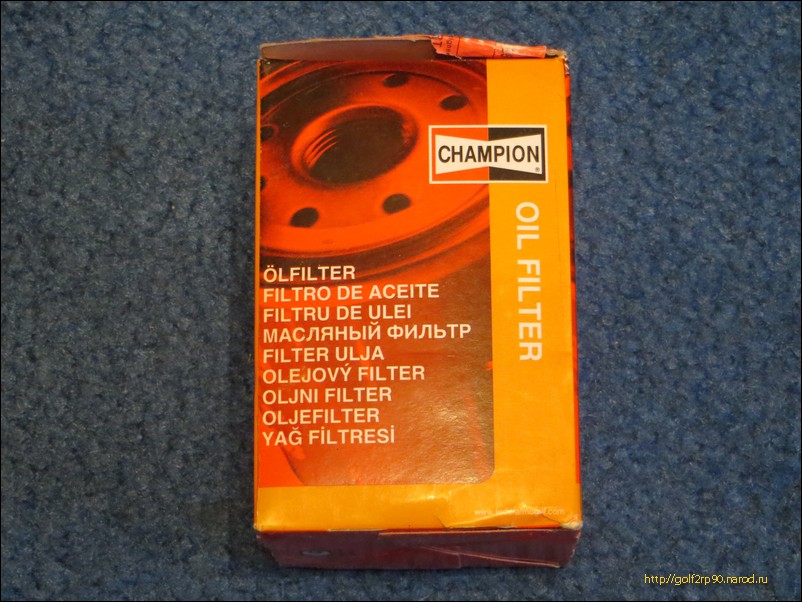 CHAMPION
®
OIL FILTER
ÖLFILTER
FILTRO DE ACEITE
FILTRU DE ULEI
МАСЛЯНЫЙ ФИЛЬТР
FILTER ULJA
OLEJOVÝ FILTER
OLJNI FILTER
OLJEFILTER
YAĞ FİLTRESİ
http://golf2rp90.narod.ru